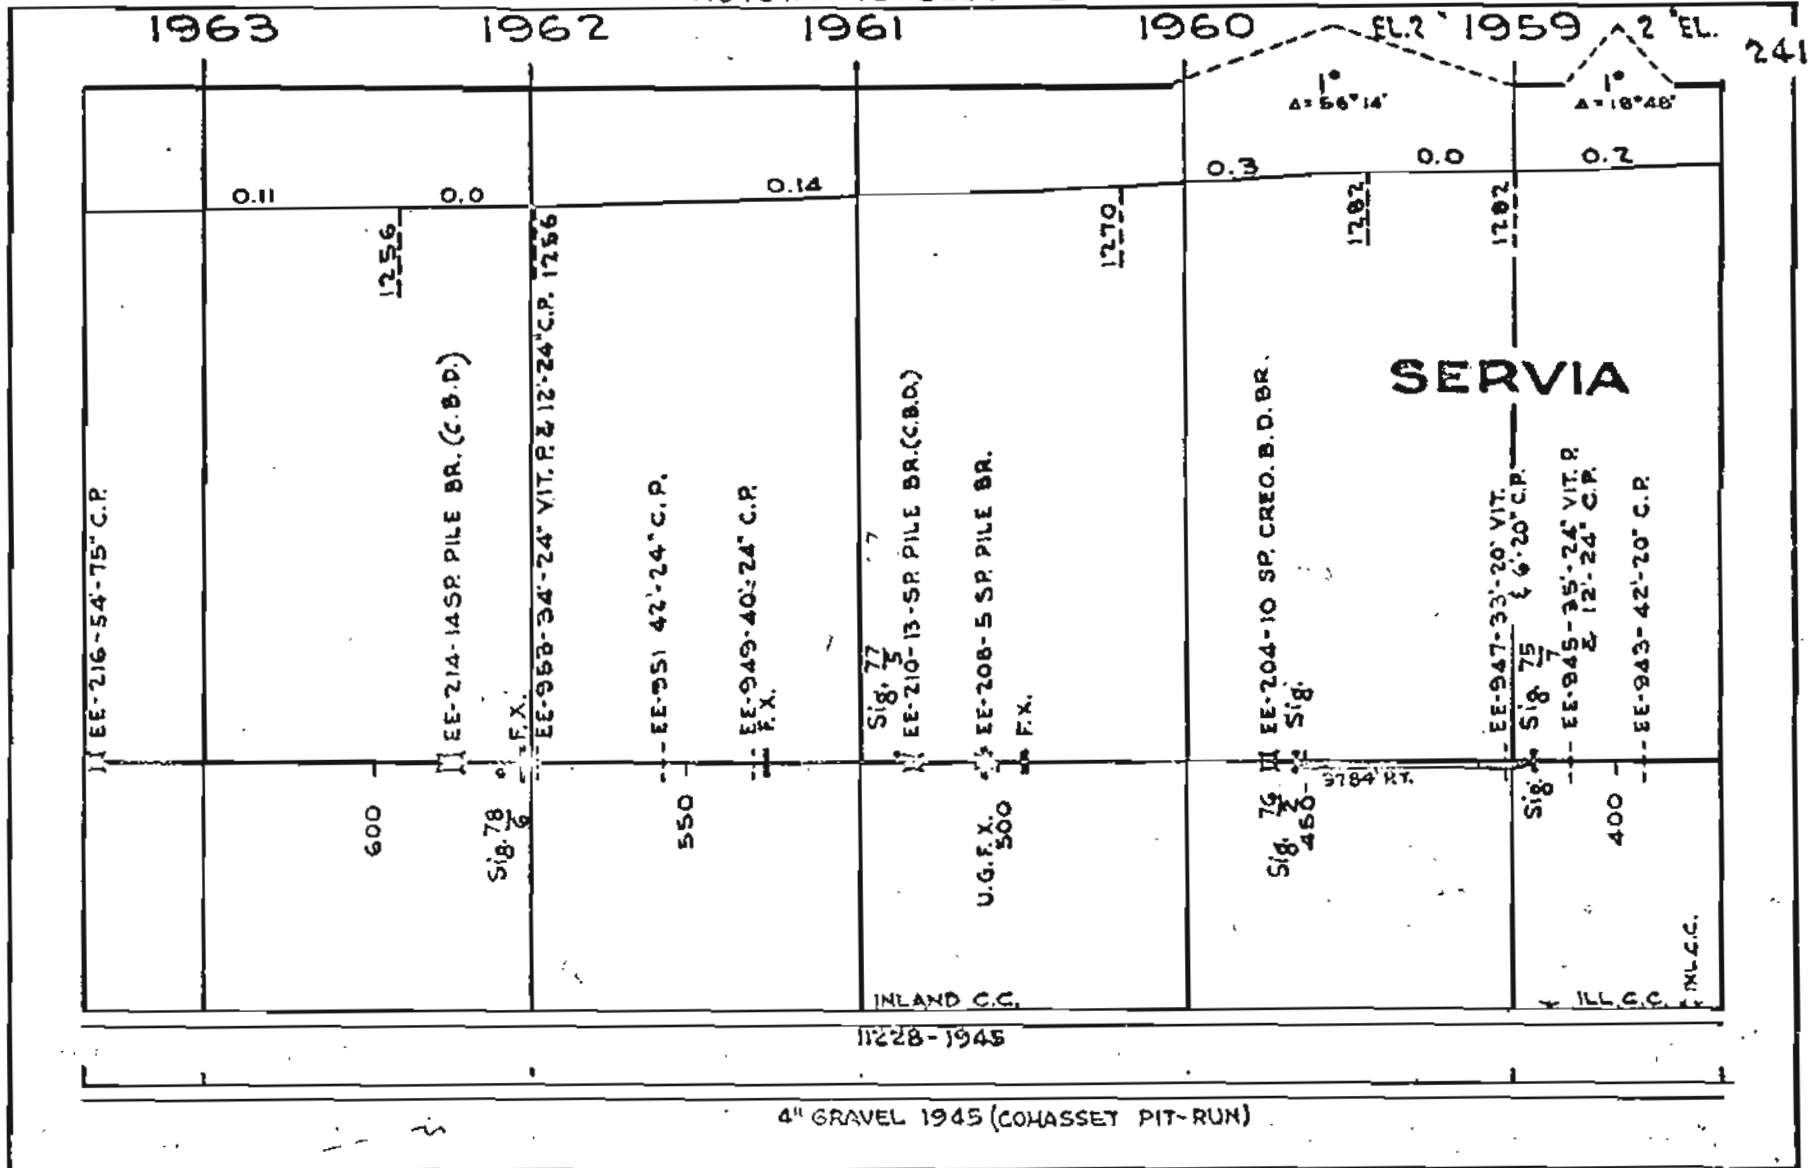 1963 1962 1961 1960 EL.2" 1959 2"EL.
241
1° 1°
Δ=56°14' Δ=18°48'
0.11 0.0 0.14 0.3 0.0 0.2
1256
1256
1270
1282
1282
SERVIA
EE-216-54'-75" C.P.
EE-214-14 SP. PILE BR. (C.B.D.)
F.X.
EE-953-34'-24" VIT. P. & 12'-24" C.P.
EE-951 42'-24" C.P.
EE-949-40'-24" C.P.
F.X.
Sig. 77/5
EE-210-13-SP. PILE BR. (C.B.D.)
EE-208-5 SP. PILE BR.
F.X.
EE-204-10 SP. CREO. B.D. BR.
Sig.
EE-947-33'-20" VIT.
& 6'-20" C.P.
Sig. 75/7
EE-945-35'-24" VIT. P.
& 12'-24" C.P.
EE-943-42'-20" C.P.
3784 P.T.
600
Sig. 78/6
550
U.G.F.X.
500
Sig. 76/2
450
Sig.
400
INLAND C.C. ILL. C.C. INL. C.C.
11228-1945
4" GRAVEL 1945 (COHASSET PIT-RUN)